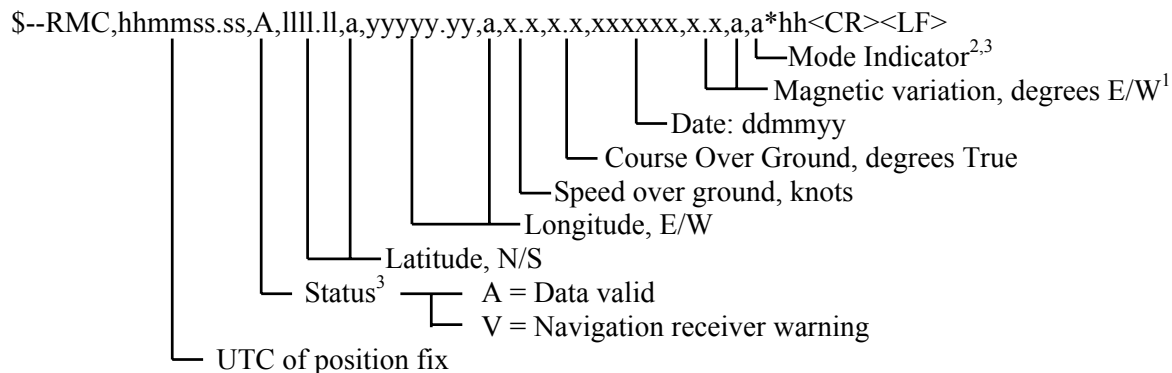 $--RMC,hhmmss.ss,A,llll.ll,a,yyyyy.yy,a,x.x,x.x,xxxxxx,x.x,a,a*hh<CR><LF>
Mode Indicator2,3
Magnetic variation, degrees E/W1
Date: ddmmyy
Course Over Ground, degrees True
Speed over ground, knots
Longitude, E/W
Latitude, N/S
Status3 A = Data valid
V = Navigation receiver warning
UTC of position fix